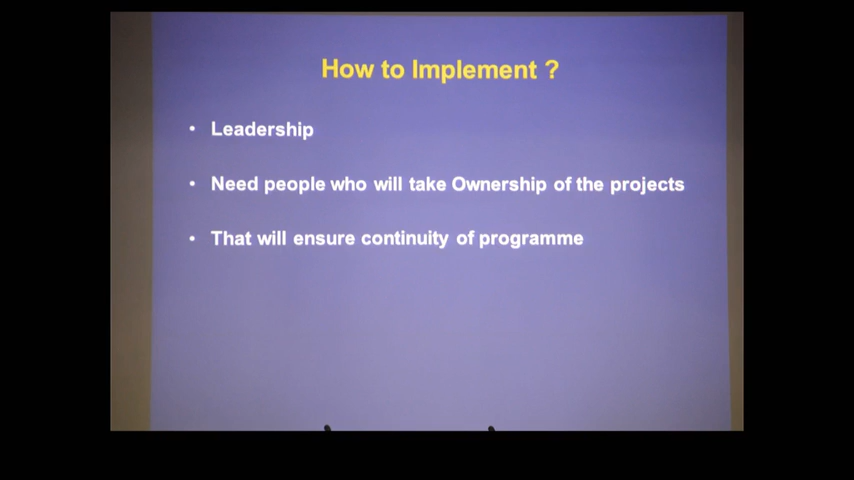 How to Implement ?
• Leadership
• Need people who will take Ownership of the projects
• That will ensure continuity of programme